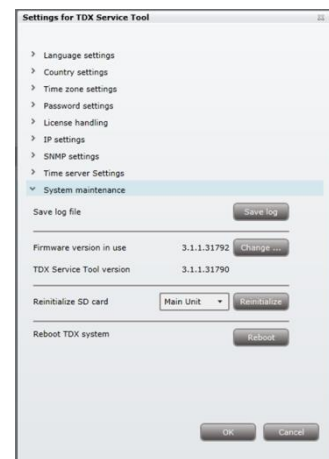 Settings for TDX Service Tool
Language settings
Country settings
Time zone settings
Password settings
License handling
IP settings
SNMP settings
Time server Settings
System maintenance
Save log file Save log
Firmware version in use 3.1.1.31792 Change ...
TDX Service Tool version 3.1.1.31790
Reinitialize SD card Main Unit Reinitialize
Reboot TDX system Reboot
OK Cancel